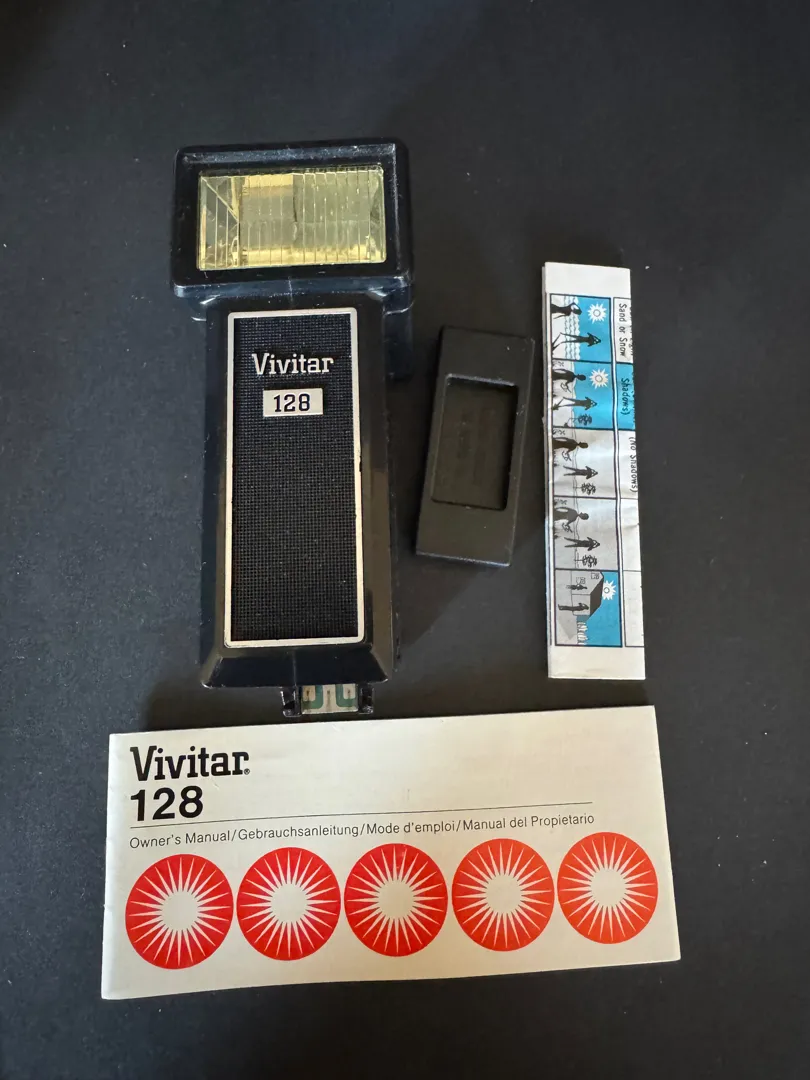 Vivitar
128
Sand or Snow
Shadows)
(No Shadows)
Vivitar®
128
Owner's Manual/Gebrauchsanleitung/Mode d'emploi/Manual del Propietario